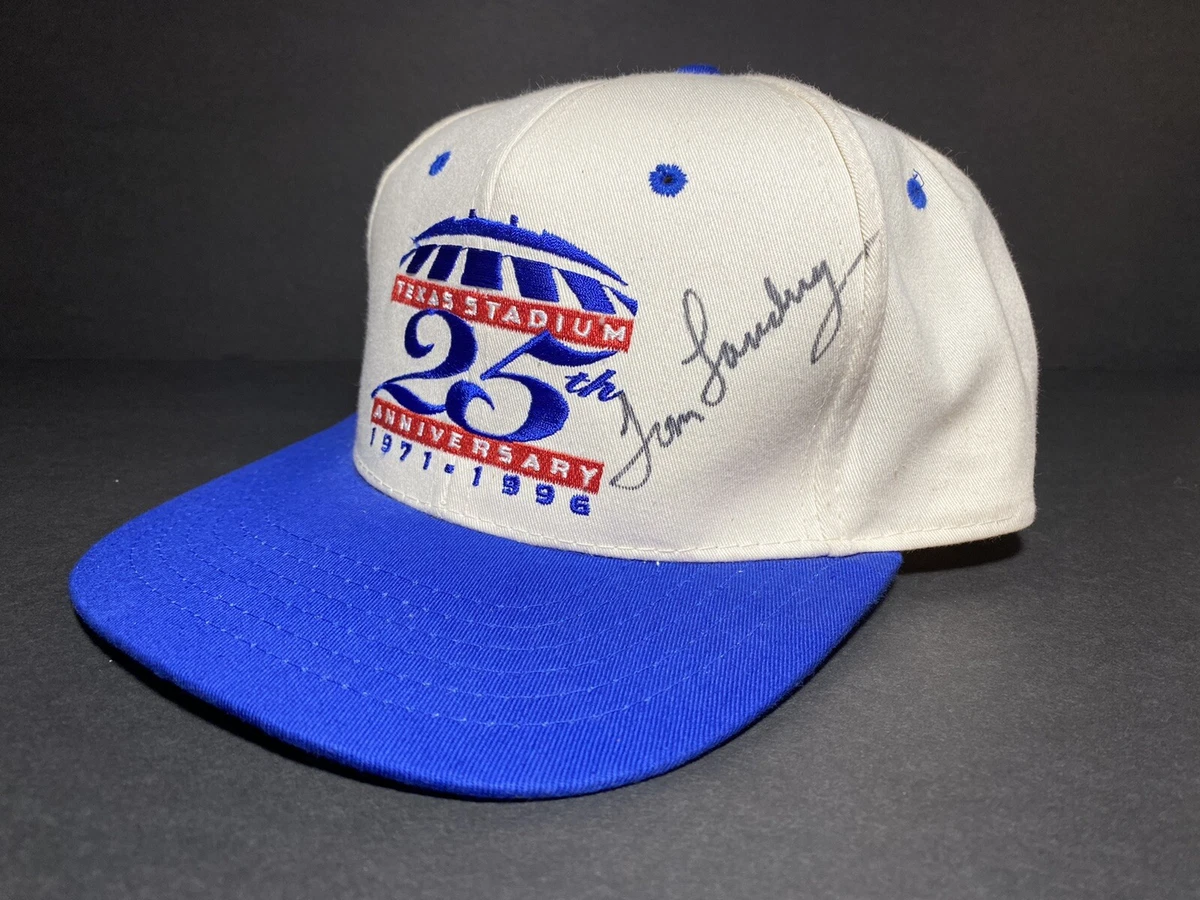 TEXAS STADIUM
25th
ANNIVERSARY
1971-1996
Tom Landry